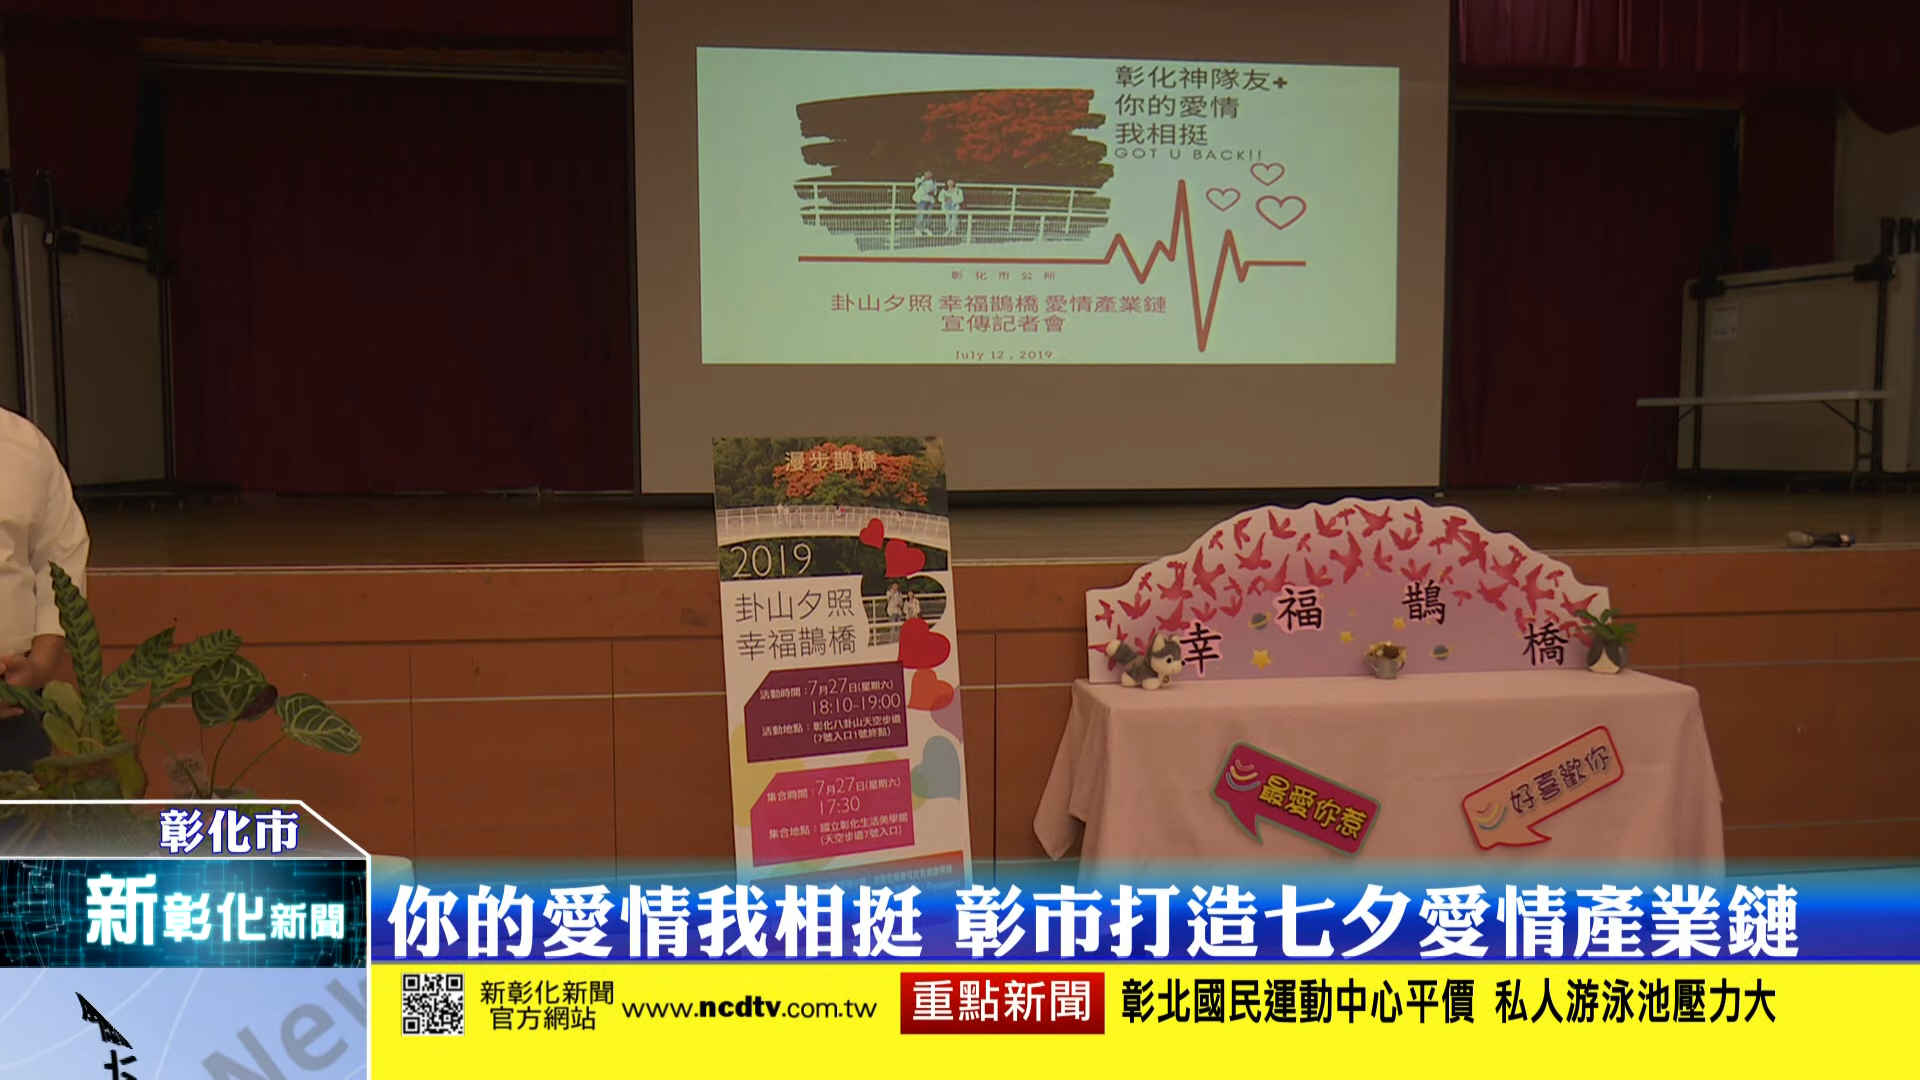 彰化神隊友+
你的愛情
我相挺
GOT U BACK!!
彰化市公所
卦山夕照 幸福鵲橋 愛情產業鏈
宣傳記者會
July 12 , 2019
漫步鵲橋
2019
卦山夕照
幸福鵲橋
活動時間：7月27日(星期六)
18:10-19:00
活動地點：彰化八卦山天空步道
(7號入口1號終點)
集合時間：7月27日(星期六)
17:30
集合地點：國立彰化生活美學館
(天空步道7號入口)
幸福鵲橋
最愛你惹
好喜歡你
彰化市
新彰化新聞
你的愛情我相挺 彰市打造七夕愛情產業鏈
新彰化新聞
官方網站
www.ncdtv.com.tw
重點新聞
彰北國民運動中心平價 私人游泳池壓力大